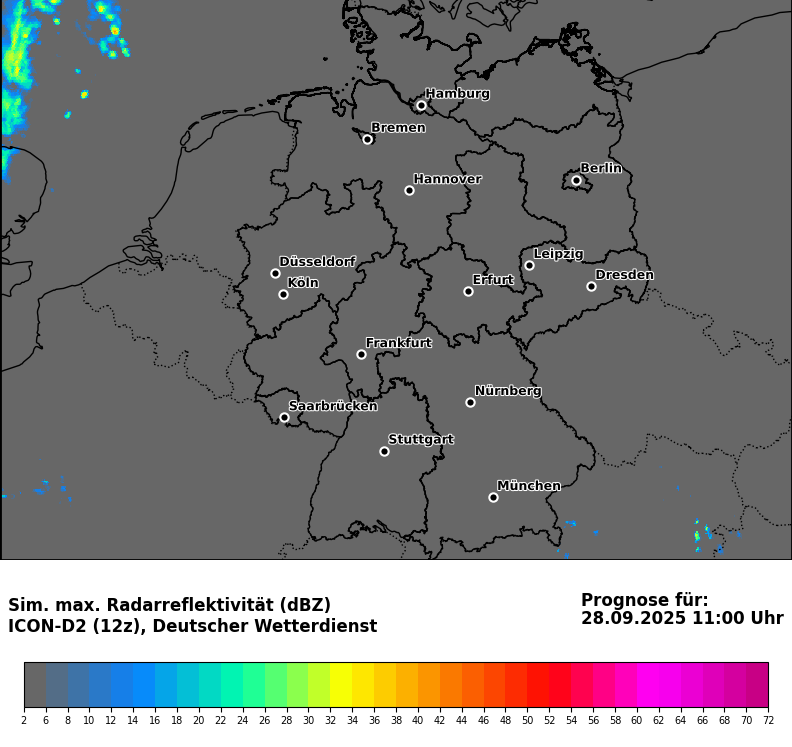 Hamburg
Bremen
Berlin
Hannover
Leipzig
Düsseldorf
Dresden
Köln
Erfurt
Frankfurt
Nürnberg
Saarbrücken
Stuttgart
München
Sim. max. Radarreflektivität (dBZ)
ICON-D2 (12z), Deutscher Wetterdienst
Prognose für:
28.09.2025 11:00 Uhr
2 6 8 10 12 14 16 18 20 22 24 26 28 30 32 34 36 38 40 42 44 46 48 50 52 54 56 58 60 62 64 66 68 70 72